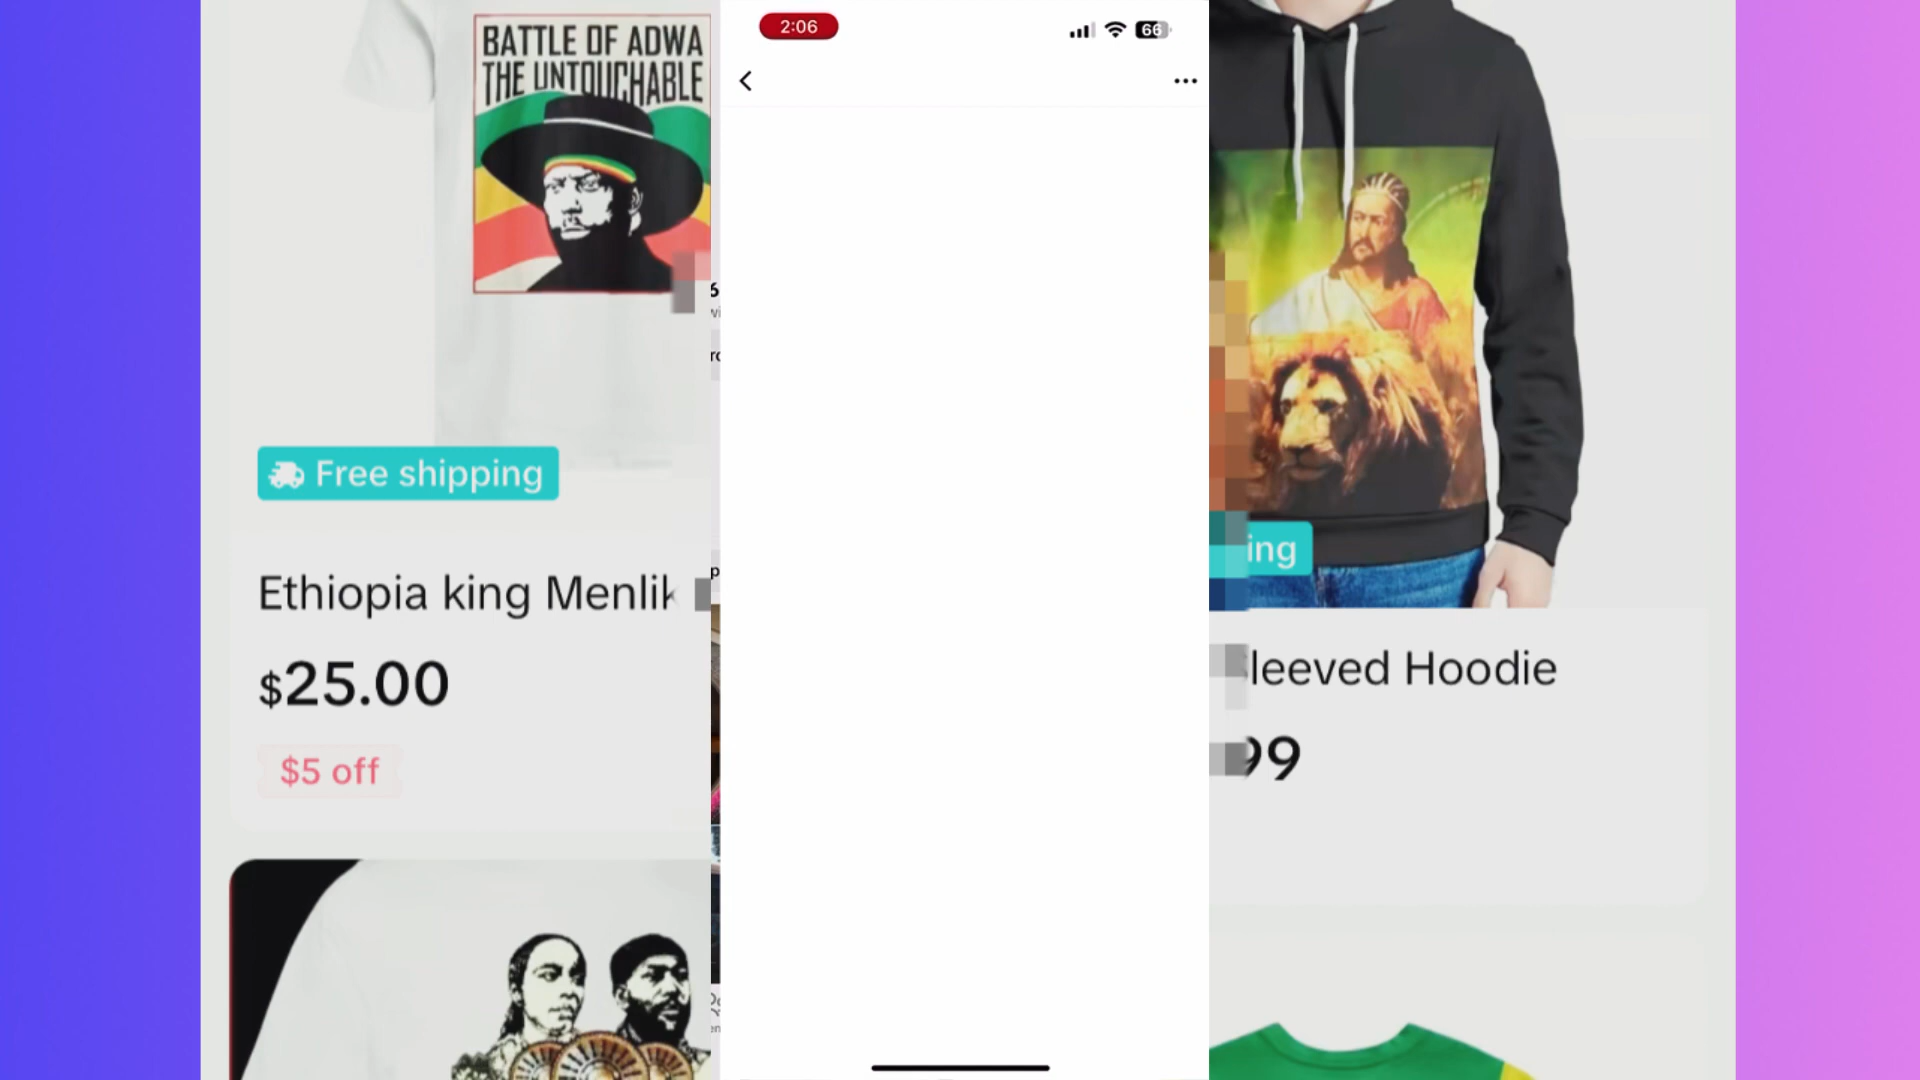 BATTLE OF ADWA
THE UNTOUCHABLE
Free shipping
Ethiopia king Menlik
$25.00
$5 off
2:06
66
ing
leeved Hoodie
99